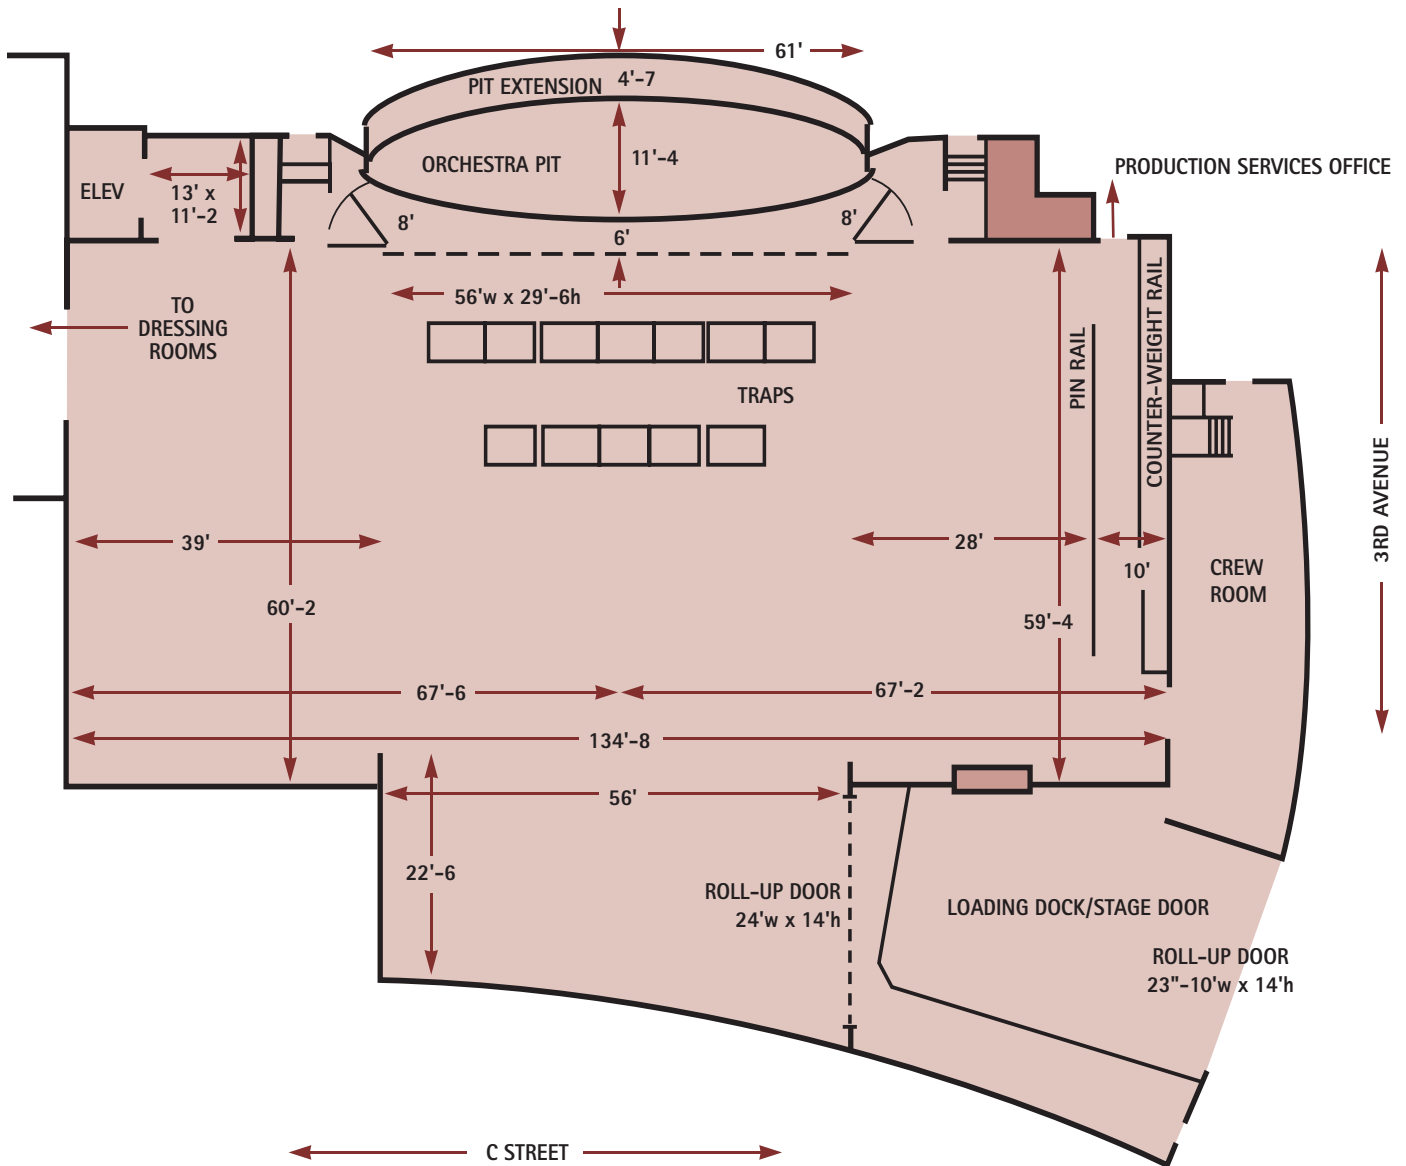 61'
PIT EXTENSION 4'-7
ORCHESTRA PIT
11'-4
PRODUCTION SERVICES OFFICE
ELEV
13' x
11'-2
8'
8'
6'
56'w x 29'-6h
TO
DRESSING
ROOMS
TRAPS
PIN RAIL
COUNTER-WEIGHT RAIL
3RD AVENUE
39'
28'
10'
CREW
ROOM
60'-2
59'-4
67'-6
67'-2
134'-8
56'
22'-6
ROLL-UP DOOR
24'w x 14'h
LOADING DOCK/STAGE DOOR
ROLL-UP DOOR
23"-10'w x 14'h
C STREET